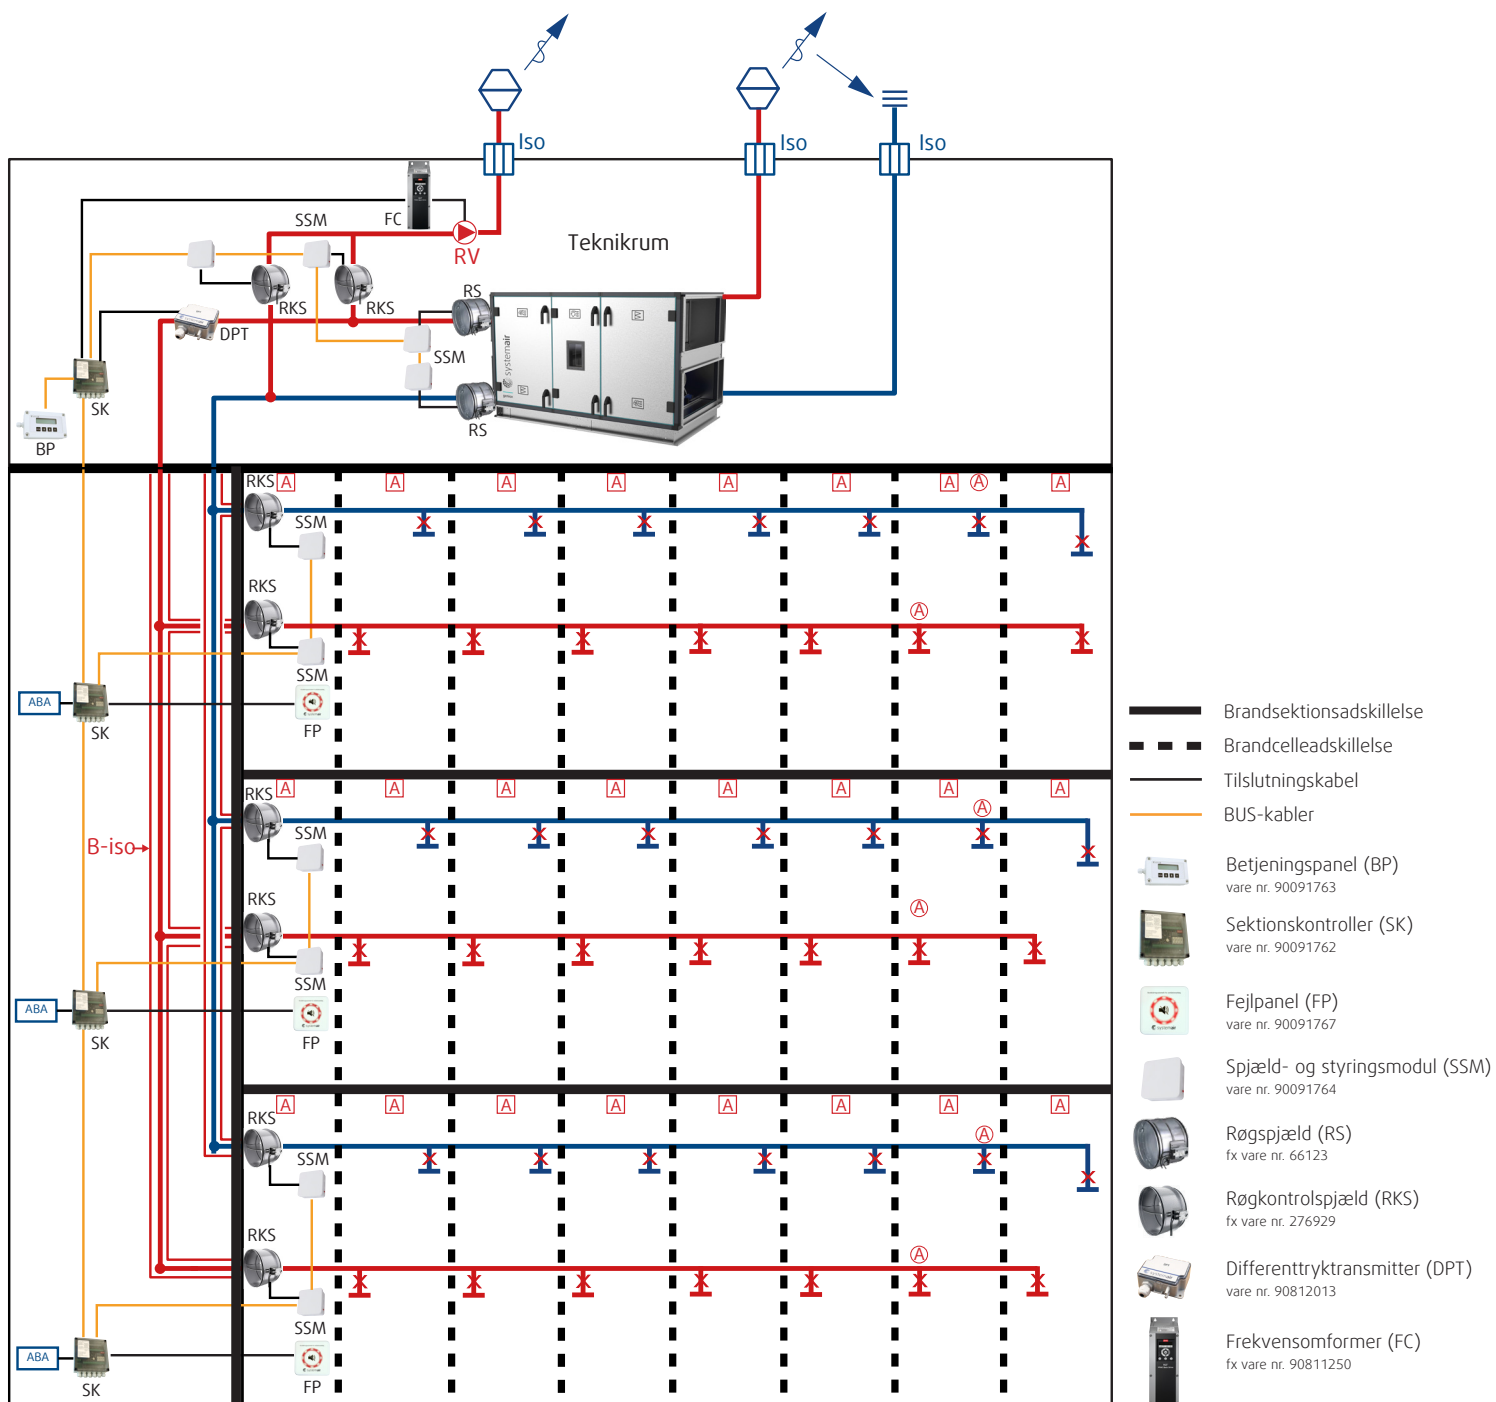 Iso
Iso
Iso
FC
SSM
RV
Teknikrum
RKS
RKS
RS
DPT
SSM
systemair
SK
BP
RS
RKS
A
A
A
A
A
A
A
A
A
SSM
RKS
A
SSM
ABA
SK
FP
RKS
A
A
A
A
A
A
A
A
A
SSM
B-iso
RKS
A
SSM
ABA
SK
FP
RKS
A
A
A
A
A
A
A
A
A
SSM
RKS
A
SSM
ABA
SK
FP
Brandsektionsadskillelse
Brandcelleadskillelse
Tilslutningskabel
BUS-kabler
Betjeningspanel (BP)
vare nr. 90091763
Sektionskontroller (SK)
vare nr. 90091762
Fejlpanel (FP)
vare nr. 90091767
systemair
Spjæld- og styringsmodul (SSM)
vare nr. 90091764
Røgspjæld (RS)
fx vare nr. 66123
Røgkontrolspjæld (RKS)
fx vare nr. 276929
Differenttryktransmitter (DPT)
vare nr. 90812013
Frekvensomformer (FC)
fx vare nr. 90811250